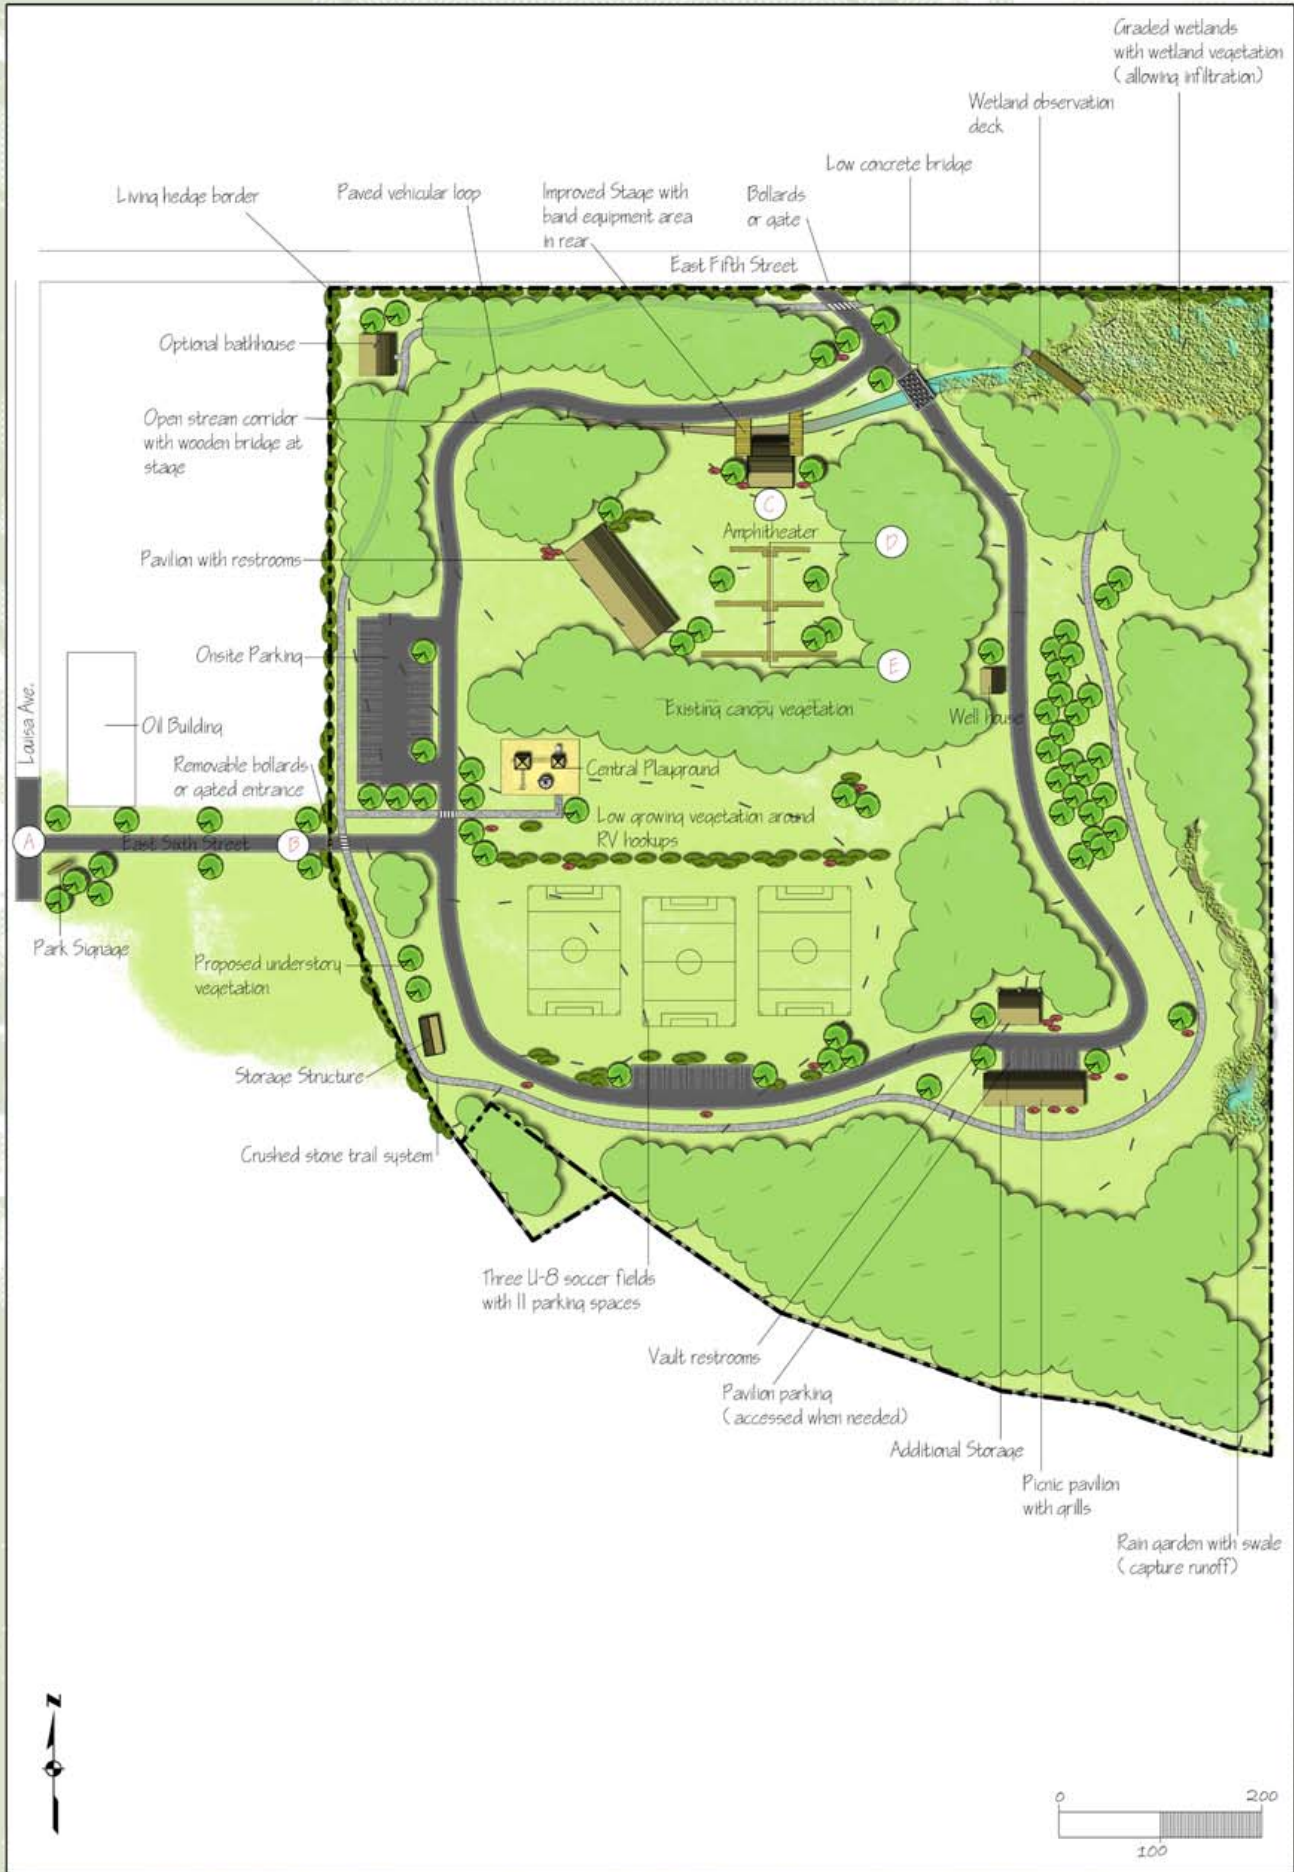 Graded wetlands
with wetland vegetation
(allowing infiltration)
Wetland observation
deck
Low concrete bridge
Living hedge border
Paved vehicular loop
Improved Stage with
band equipment area
in rear
Bollards
or gate
East Fifth Street
Optional bathhouse
Open stream corridor
with wooden bridge at
stage
C
Amphitheater
D
Pavilion with restrooms
Onsite Parking
E
Louisa Ave.
Oil Building
Existing canopy vegetation
Well house
Removable bollards
or gated entrance
Central Playground
Low growing vegetation around
RV hookups
A
East Sixth Street
B
Park Signage
Proposed understory
vegetation
Storage Structure
Crushed stone trail system
Three U-8 soccer fields
with 11 parking spaces
Vault restrooms
Pavilion parking
(accessed when needed)
Additional Storage
Picnic pavilion
with grills
Rain garden with swale
(capture runoff)
N
0
200
100